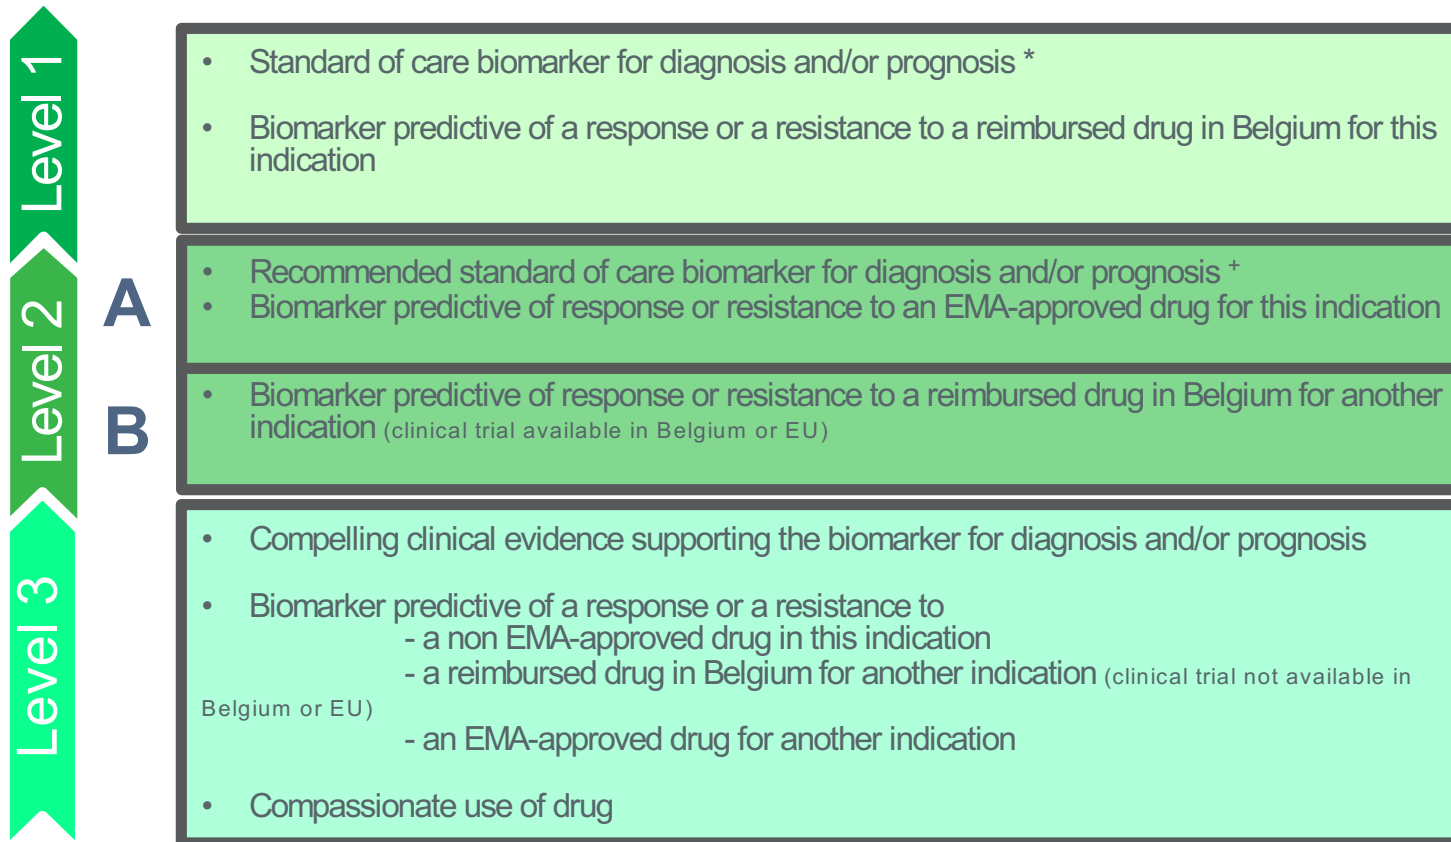 Level 1
• Standard of care biomarker for diagnosis and/or prognosis *
• Biomarker predictive of a response or a resistance to a reimbursed drug in Belgium for this
indication
Level 2
A
• Recommended standard of care biomarker for diagnosis and/or prognosis +
• Biomarker predictive of response or resistance to an EMA-approved drug for this indication
B
• Biomarker predictive of response or resistance to a reimbursed drug in Belgium for another
indication (clinical trial available in Belgium or EU)
Level 3
• Compelling clinical evidence supporting the biomarker for diagnosis and/or prognosis
• Biomarker predictive of a response or a resistance to
- a non EMA-approved drug in this indication
- a reimbursed drug in Belgium for another indication (clinical trial not available in
Belgium or EU)
- an EMA-approved drug for another indication
• Compassionate use of drug